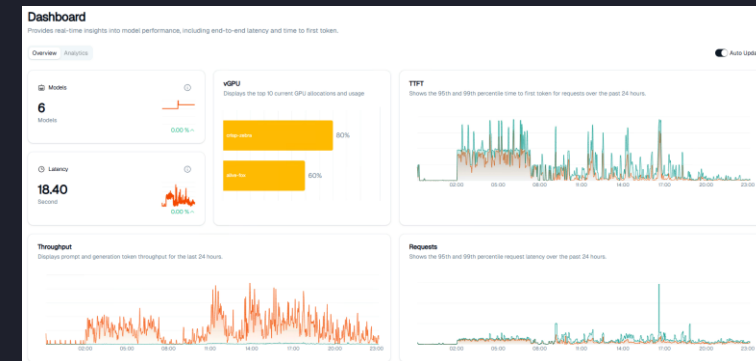 Dashboard
Provides real-time insights into model performance, including end-to-end latency and time to first token.
Overview Analytics
Auto Upda
Models
6
Models
0.00 %
Latency
18.40
Second
0.00 %
vGPU
Displays the top 10 current GPU allocations and usage
80%
60%
TTFT
Shows the 95th and 99th percentile time to first token for requests over the past 24 hours.
02:00 05:00 08:00 11:00 14:00 17:00 20:00 23:00
Throughput
Displays prompt and generation token throughput for the last 24 hours.
02:00 05:00 08:00 11:00 14:00 17:00 20:00 23:00
Requests
Shows the 95th and 99th percentile request latency over the past 24 hours.
02:00 05:00 08:00 11:00 14:00 17:00 20:00 23:00